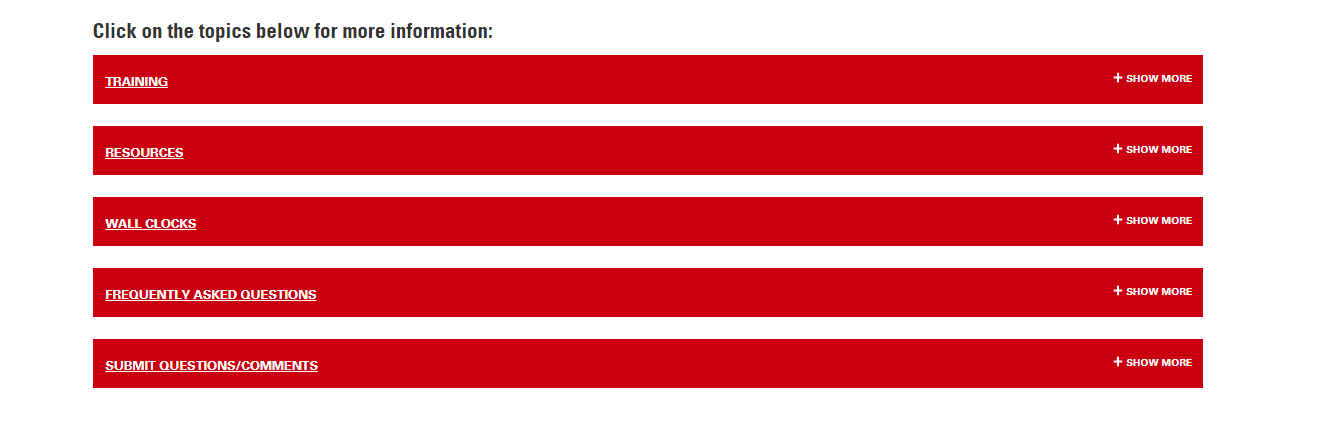 Click on the topics below for more information:
TRAINING + SHOW MORE
RESOURCES + SHOW MORE
WALL CLOCKS + SHOW MORE
FREQUENTLY ASKED QUESTIONS + SHOW MORE
SUBMIT QUESTIONS/COMMENTS + SHOW MORE